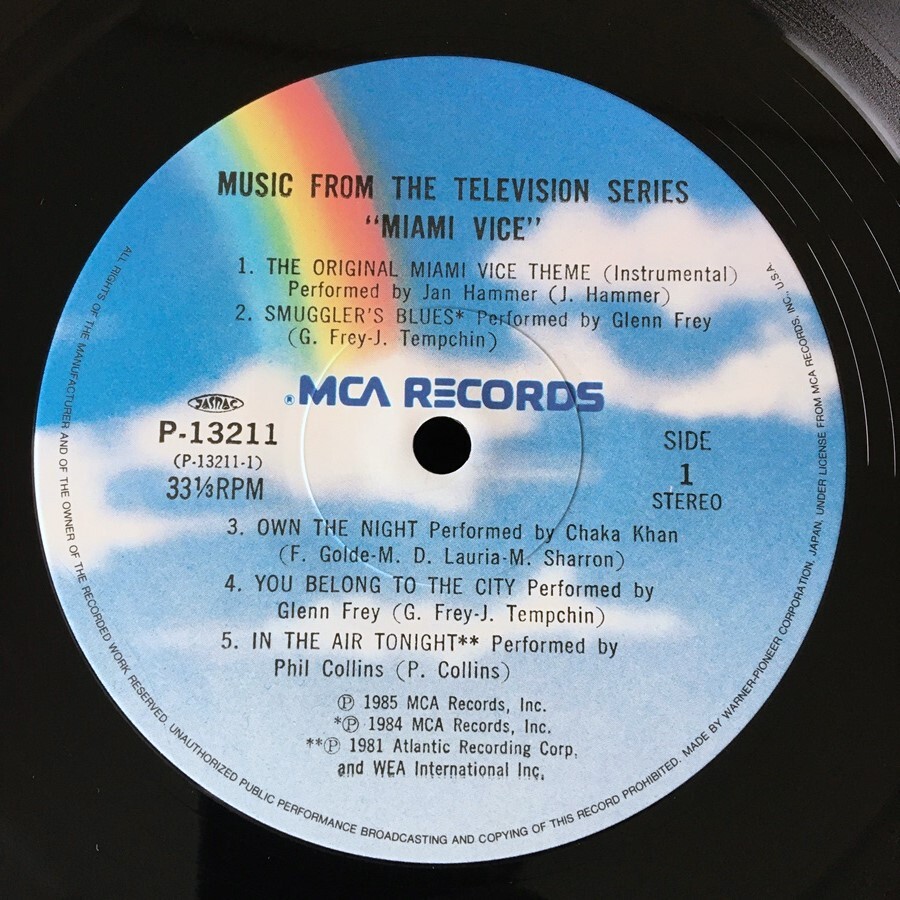 MUSIC FROM THE TELEVISION SERIES
"MIAMI VICE"
1. THE ORIGINAL MIAMI VICE THEME (Instrumental)
Performed by Jan Hammer (J. Hammer)
2. SMUGGLER'S BLUES* Performed by Glenn Frey
(G. Frey-J. Tempchin)
® MCA RECORDS
JASRAC
P-13211
(P-13211-1)
33⅓RPM
SIDE
1
STEREO
3. OWN THE NIGHT Performed by Chaka Khan
(F. Golde-M. D. Lauria-M. Sharron)
4. YOU BELONG TO THE CITY Performed by
Glenn Frey (G. Frey-J. Tempchin)
5. IN THE AIR TONIGHT** Performed by
Phil Collins (P. Collins)
℗ 1985 MCA Records, Inc.
*℗ 1984 MCA Records, Inc.
**℗ 1981 Atlantic Recording Corp.
and WEA International Inc.
ALL RIGHTS OF THE MANUFACTURER AND OF THE OWNER OF THE RECORDED WORK RESERVED. UNAUTHORIZED PUBLIC PERFORMANCE BROADCASTING AND COPYING OF THIS RECORD PROHIBITED. MADE BY WARNER-PIONEER CORPORATION, JAPAN, UNDER LICENSE FROM MCA RECORDS, INC., U.S.A.